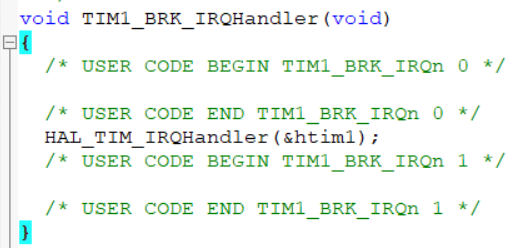 void TIM1_BRK_IRQHandler(void)
{
/* USER CODE BEGIN TIM1_BRK_IRQn 0 */
/* USER CODE END TIM1_BRK_IRQn 0 */
HAL_TIM_IRQHandler(&htim1);
/* USER CODE BEGIN TIM1_BRK_IRQn 1 */
/* USER CODE END TIM1_BRK_IRQn 1 */
}